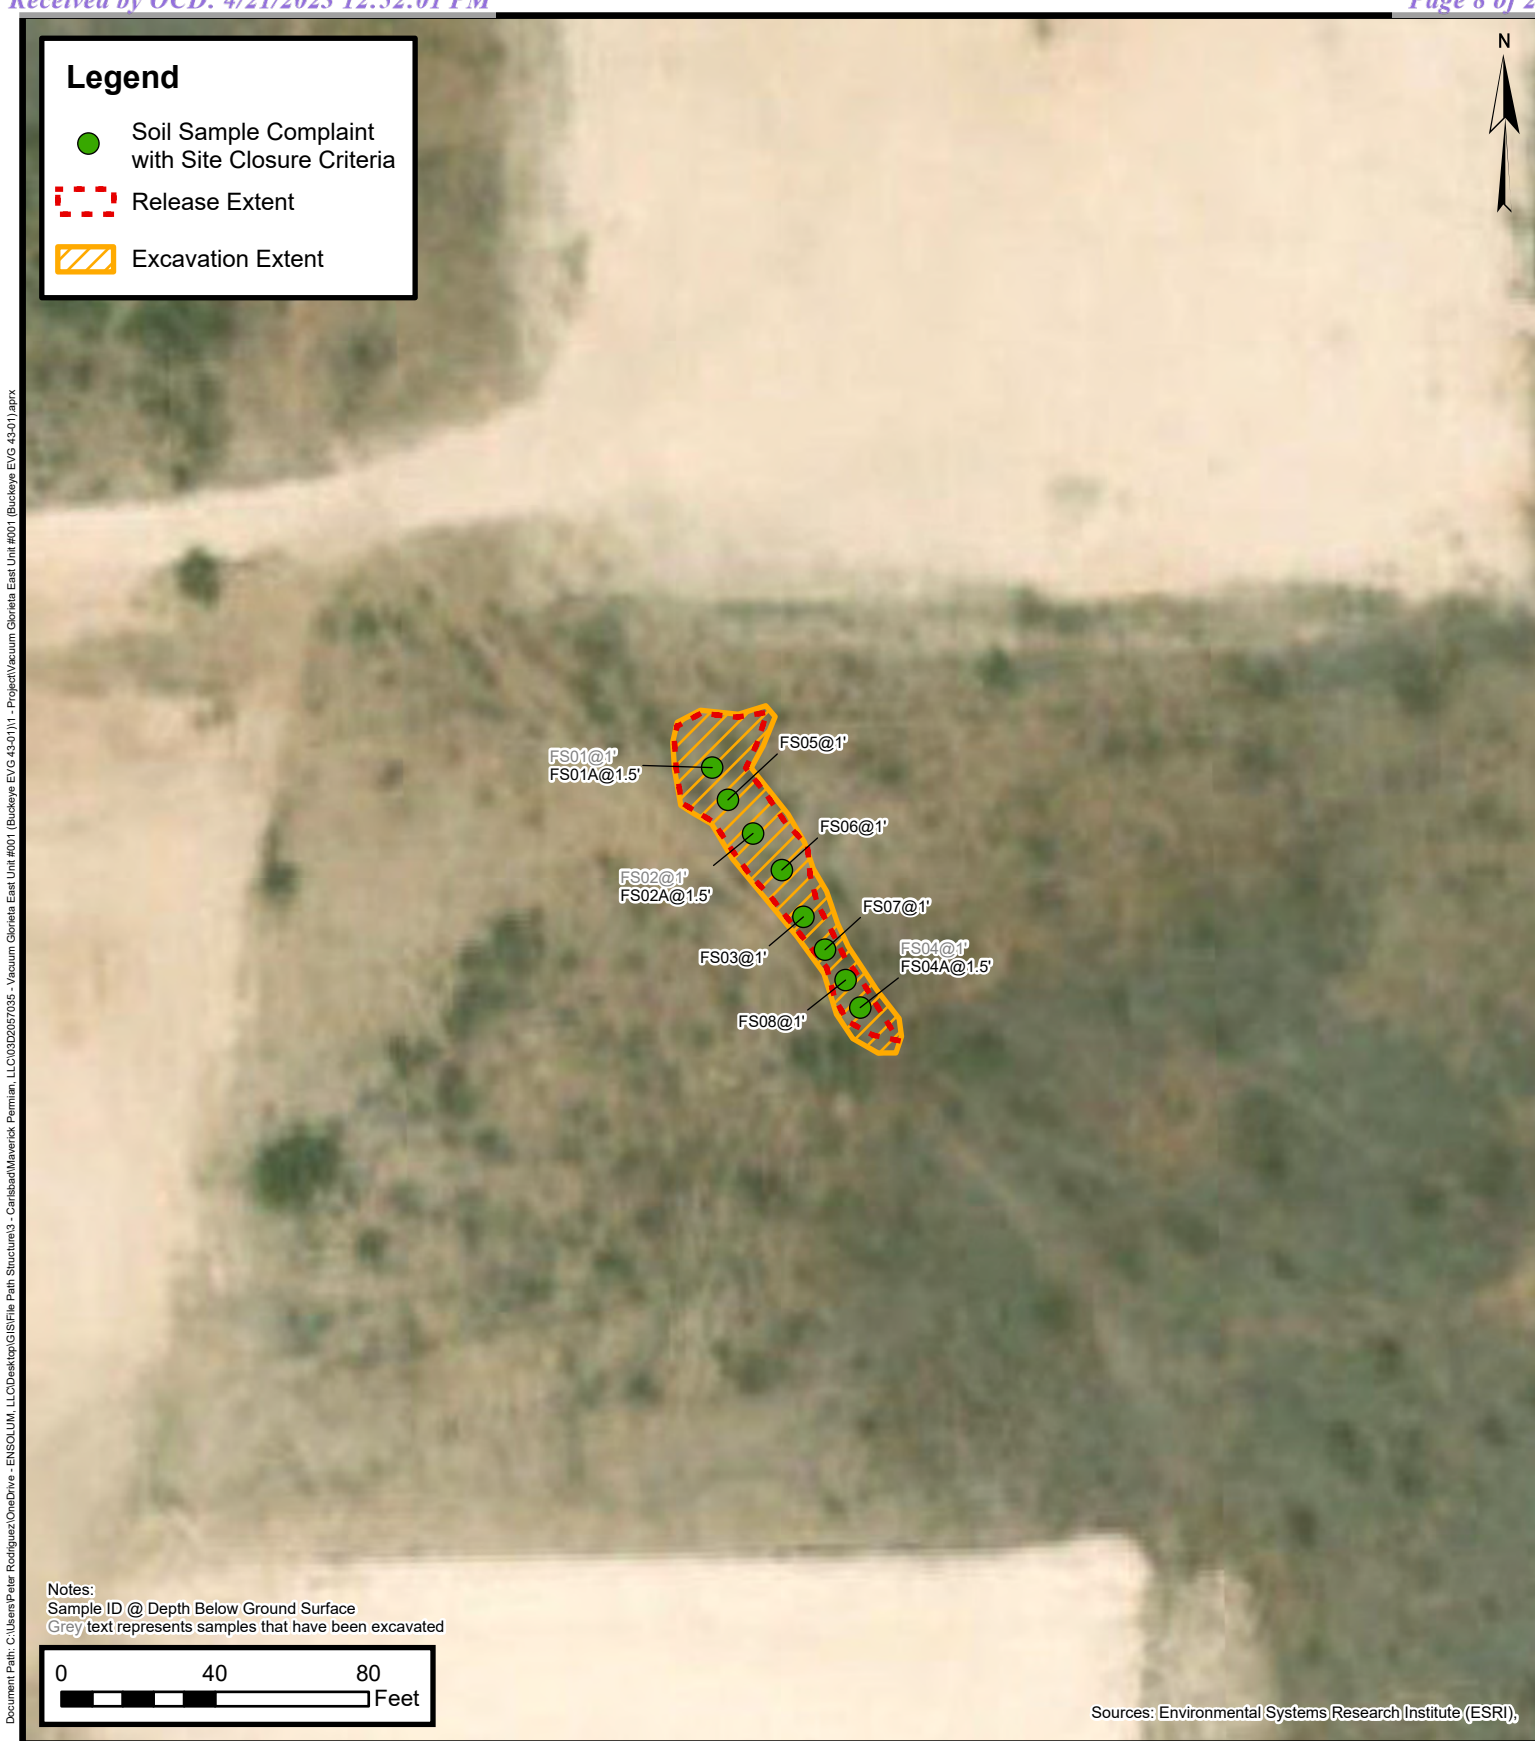 Received by OCD: 4/21/2023 12:52:01 PM
Page 8 of 2
Legend
Soil Sample Complaint
with Site Closure Criteria
Release Extent
Excavation Extent
N
FS01@1'
FS01A@1.5'
FS05@1'
FS06@1'
FS02@1'
FS02A@1.5'
FS07@1'
FS03@1'
FS04@1'
FS04A@1.5'
FS08@1'
Document Path: C:\Users\Peter Rodriguez\OneDrive - ENSOLUM, LLC\Desktop\GIS\File Path Structure\3 - Carlsbad\Maverick Permian, LLC\03D2057035 - Vacuum Glorieta East Unit #001 (Buckeye EVG 43-01)\1 - Project\Vacuum Glorieta East Unit #001 (Buckeye EVG 43-01).aprx
Notes:
Sample ID @ Depth Below Ground Surface
Grey text represents samples that have been excavated
0 40 80
Feet
Sources: Environmental Systems Research Institute (ESRI),